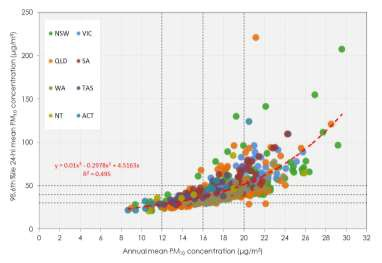 95.6th %ile 24-H mean PM10 concentration (µg/m³)
250
200
150
100
50
0
NSW VIC
QLD SA
WA TAS
NT ACT
y = 0.01x³ - 0.2978x² + 4.5163x
R² = 0.495
0 2 4 6 8 10 12 14 16 18 20 22 24 26 28 30 32
Annual mean PM10 concentration (µg/m³)